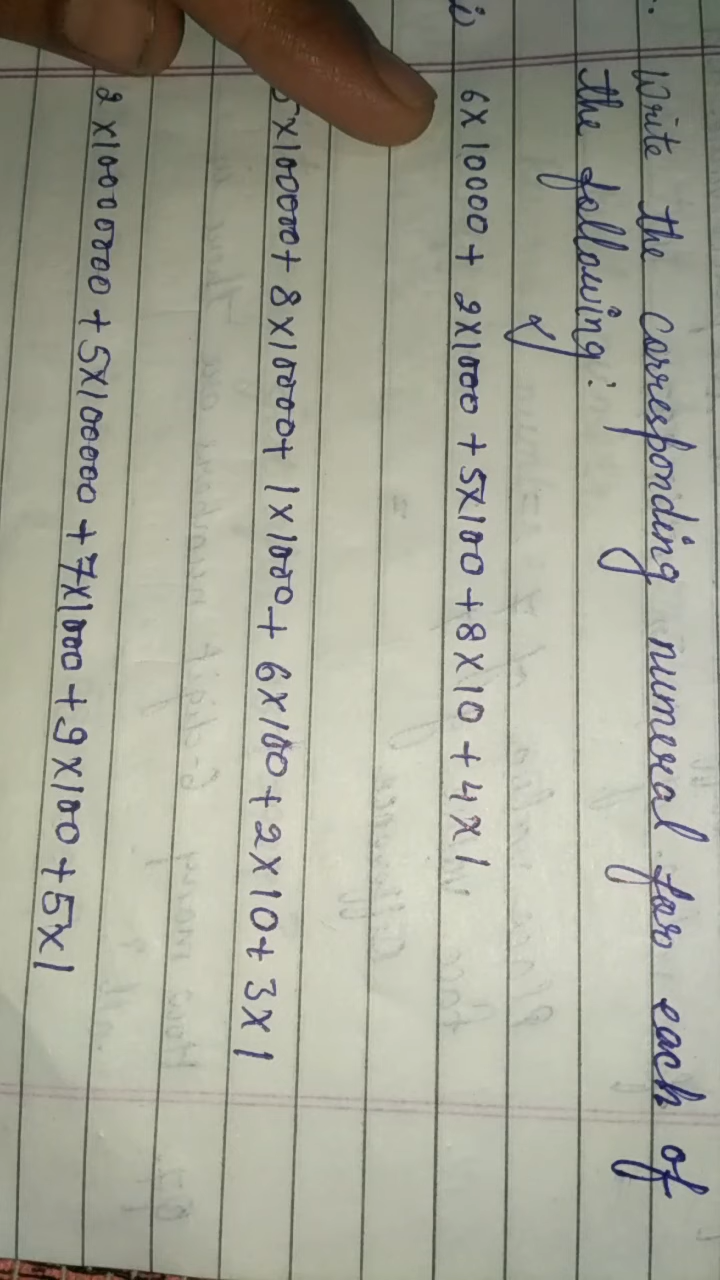 Write the corresponding numeral for each of
the following:
i) 6×10000 + 2×1000 + 5×100 + 8×10 + 4×1
5×100000 + 8×10000 + 1×1000 + 6×100 + 2×10 + 3×1
2×10000000 + 5×100000 + 7×1000 + 9×100 + 5×1